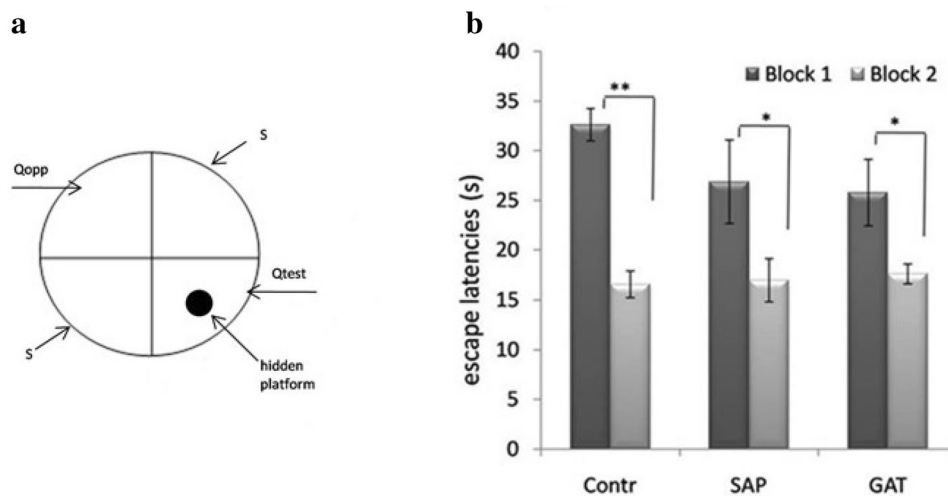 a
S
Qopp
Qtest
S
hidden
platform
b
40
35
30
25
20
15
10
5
0
escape latencies (s)
Block 1
Block 2
**
*
*
Contr
SAP
GAT